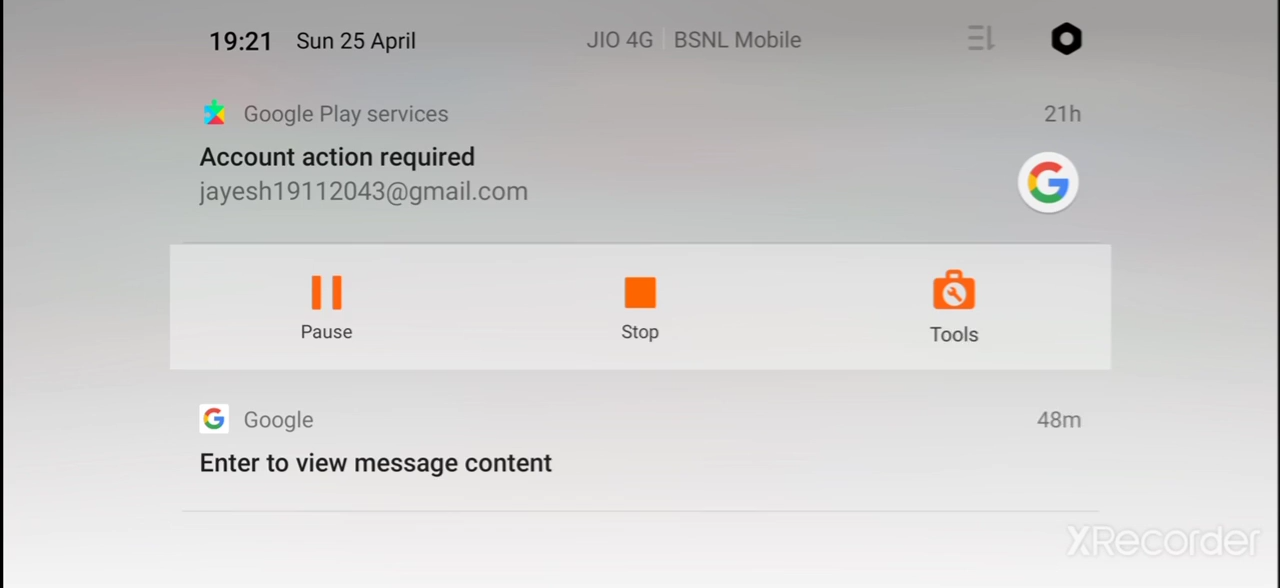 19:21 Sun 25 April JIO 4G BSNL Mobile
Google Play services 21h
Account action required
jayesh19112043@gmail.com
Pause Stop Tools
Google 48m
Enter to view message content
XRecorder